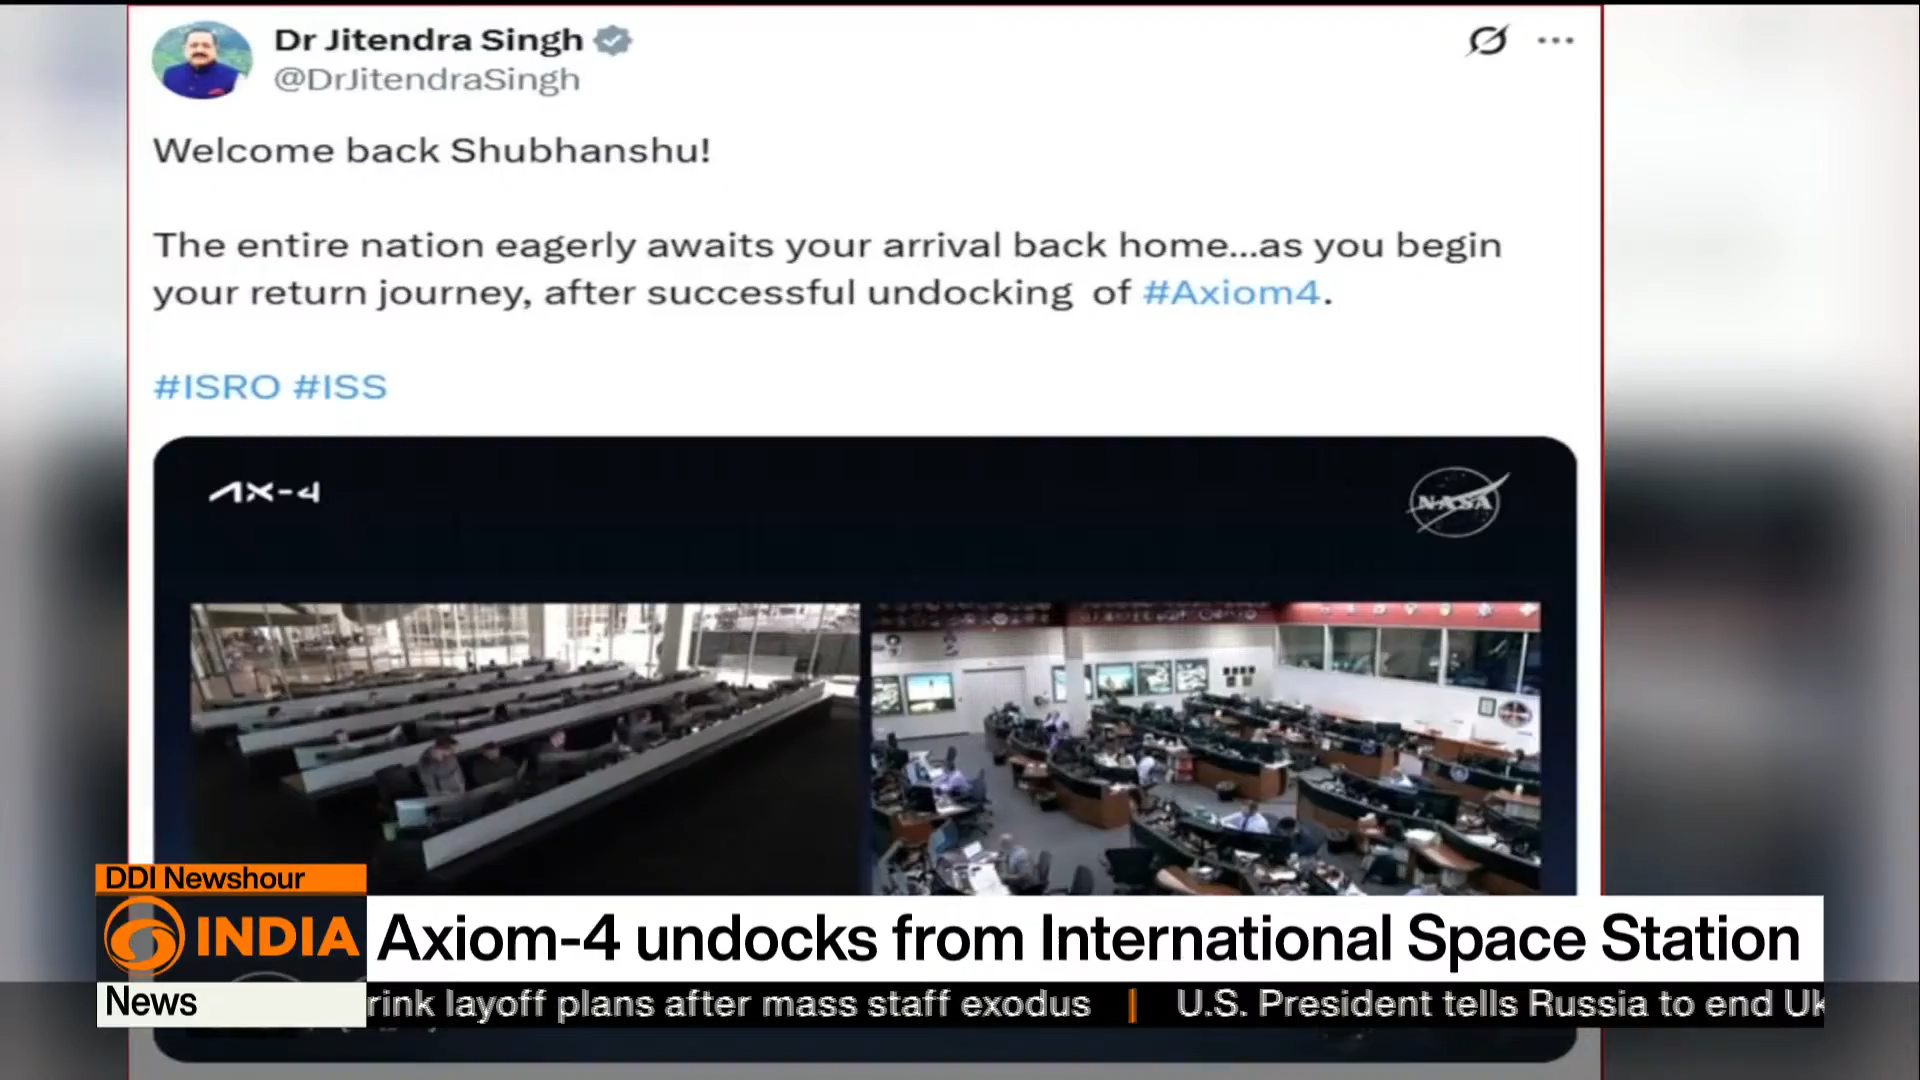 Dr Jitendra Singh
@DrJitendraSingh
Welcome back Shubhanshu!
The entire nation eagerly awaits your arrival back home...as you begin
your return journey, after successful undocking of #Axiom4.
#ISRO #ISS
AX-4
NASA
DDI Newshour
INDIA
Axiom-4 undocks from International Space Station
News
rink layoff plans after mass staff exodus | U.S. President tells Russia to end Uk